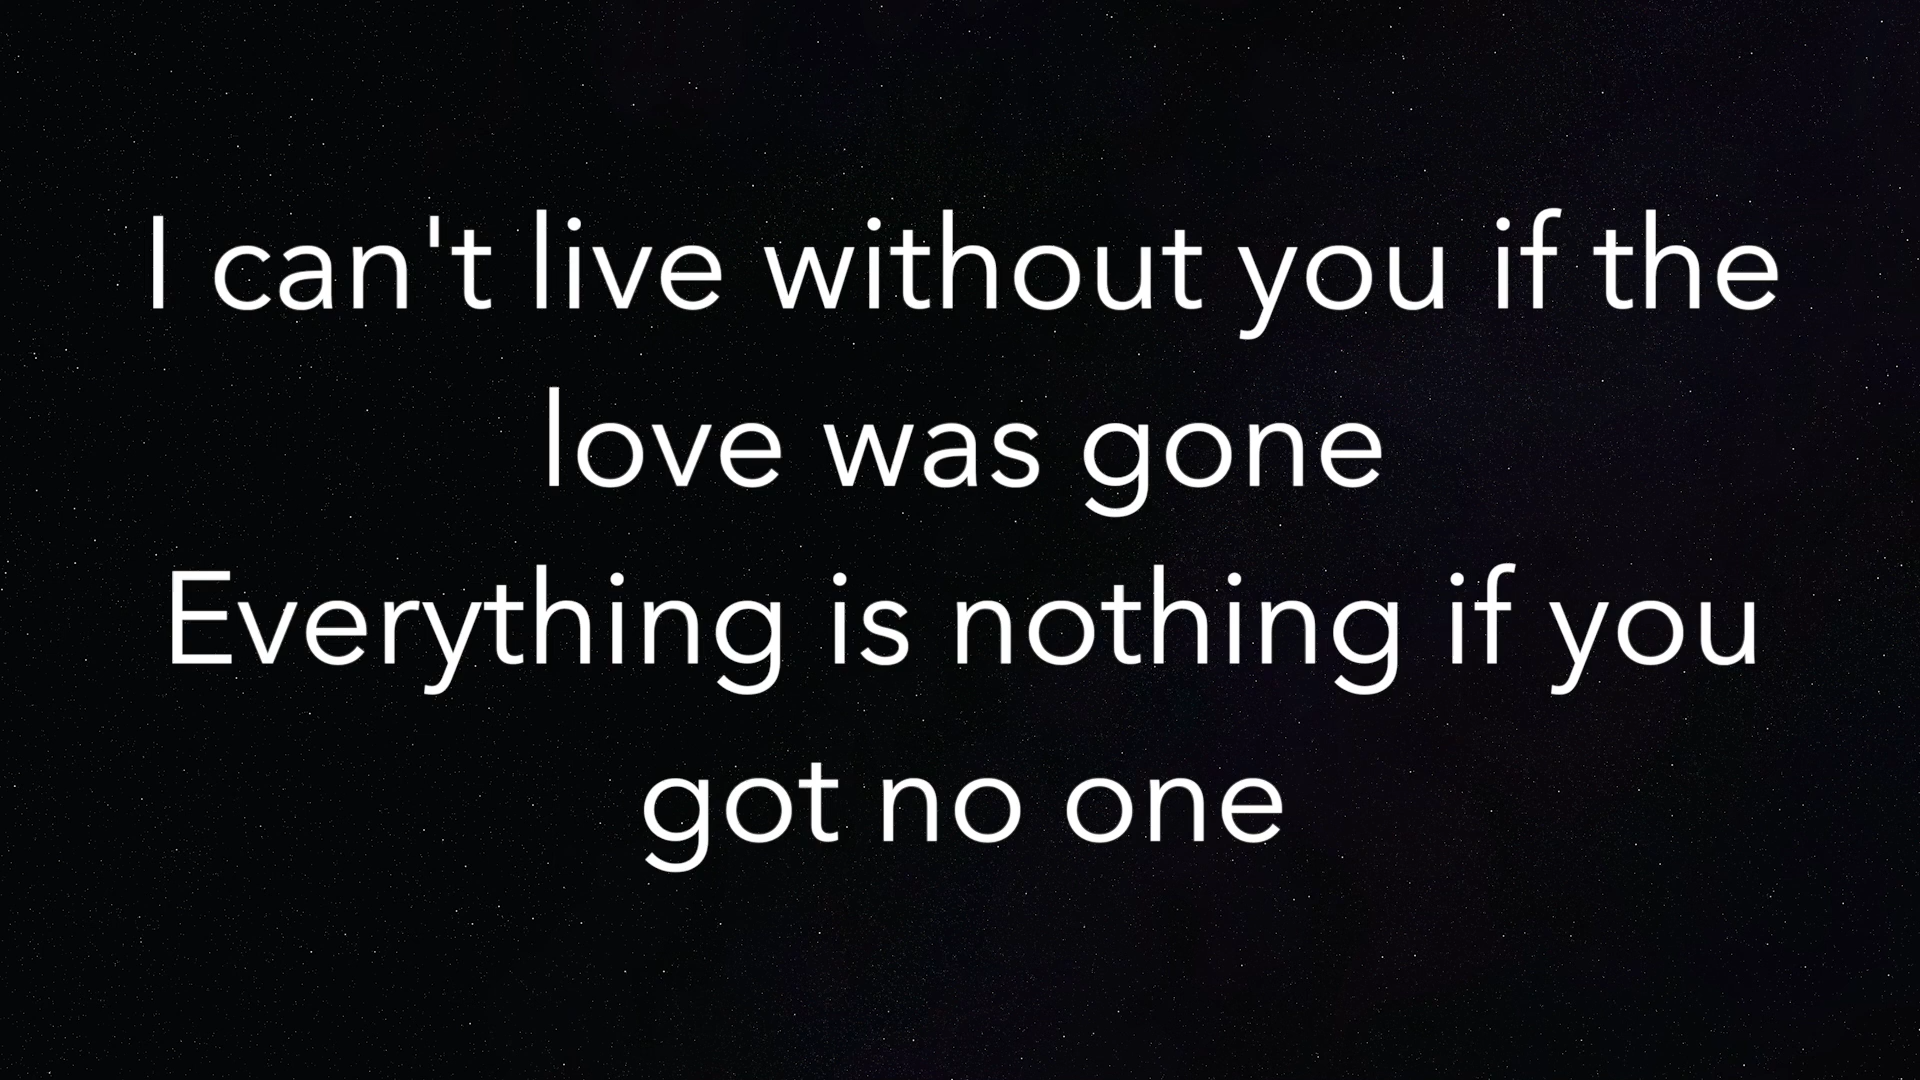 I can't live without you if the
love was gone
Everything is nothing if you
got no one